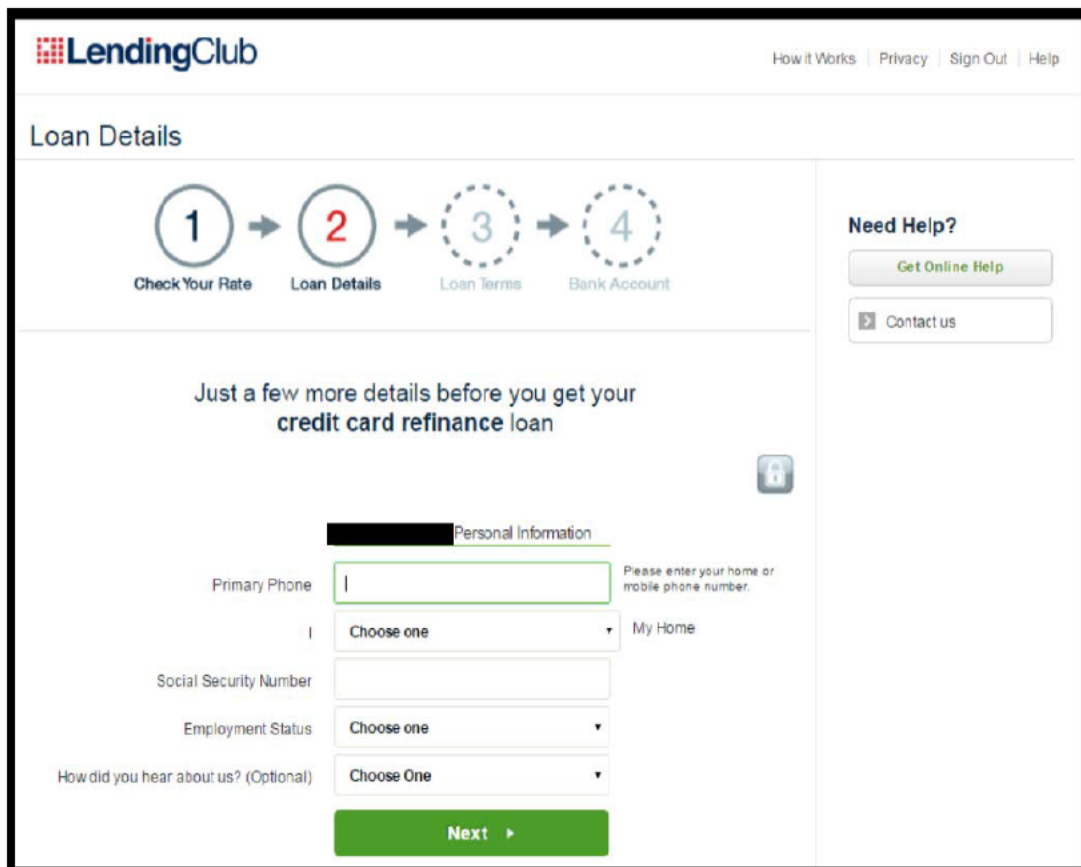 LendingClub
How it Works | Privacy | Sign Out | Help
Loan Details
1 2 3 4
Check Your Rate Loan Details Loan Terms Bank Account
Need Help?
Get Online Help
Contact us
Just a few more details before you get your
credit card refinance loan
Personal Information
Primary Phone
Please enter your home or
mobile phone number.
I Choose one My Home
Social Security Number
Employment Status Choose one
How did you hear about us? (Optional) Choose One
Next